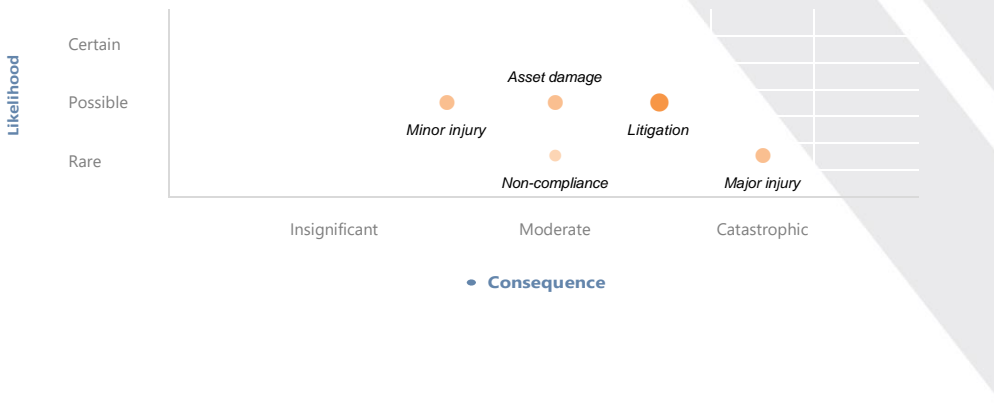 Likelihood
Certain
Possible
Rare
Asset damage
Minor injury
Litigation
Non-compliance
Major injury
Insignificant
Moderate
Catastrophic
• Consequence